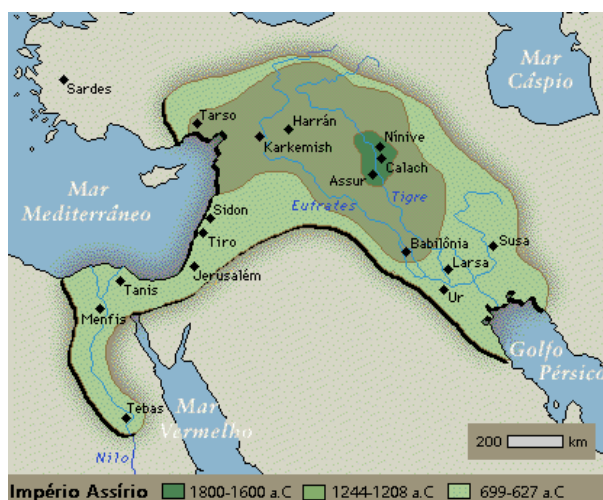 Mar
Cáspio
Sardes
Tarso
Harrán
Karkemish
Nínive
Calach
Assur
Tigre
Mar
Mediterrâneo
Eufrates
Sidon
Tiro
Babilónia
Susa
Larsa
Jerusalém
Tanis
Ur
Menfis
Golfo
Pérsico
Tebas
Mar
Vermelho
Nilo
200 km
Império Assírio 1800-1600 a.C 1244-1208 a.C 699-627 a.C